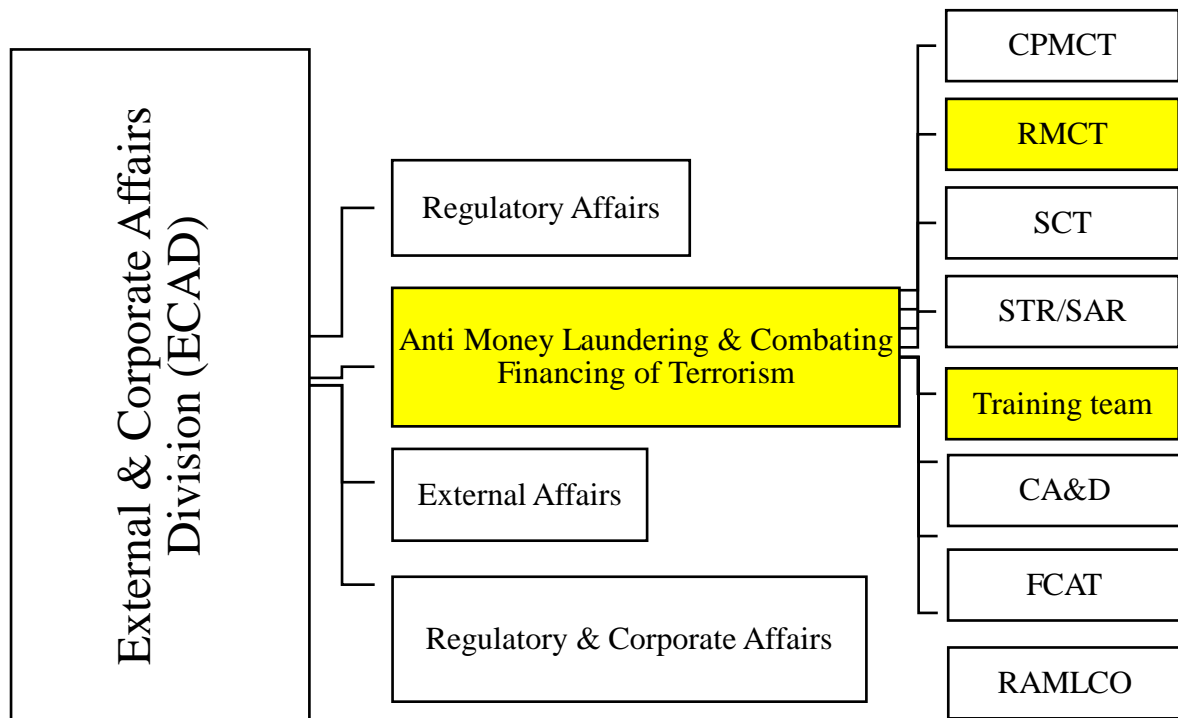 External & Corporate Affairs
Division (ECAD)
Regulatory Affairs
Anti Money Laundering & Combating
Financing of Terrorism
External Affairs
Regulatory & Corporate Affairs
CPMCT
RMCT
SCT
STR/SAR
Training team
CA&D
FCAT
RAMLCO